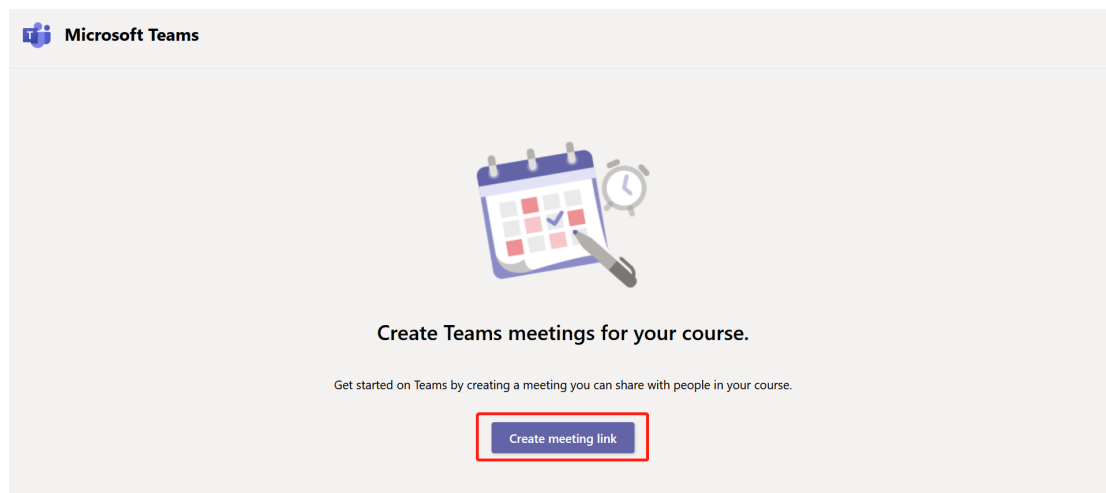 Microsoft Teams
Create Teams meetings for your course.
Get started on Teams by creating a meeting you can share with people in your course.
Create meeting link